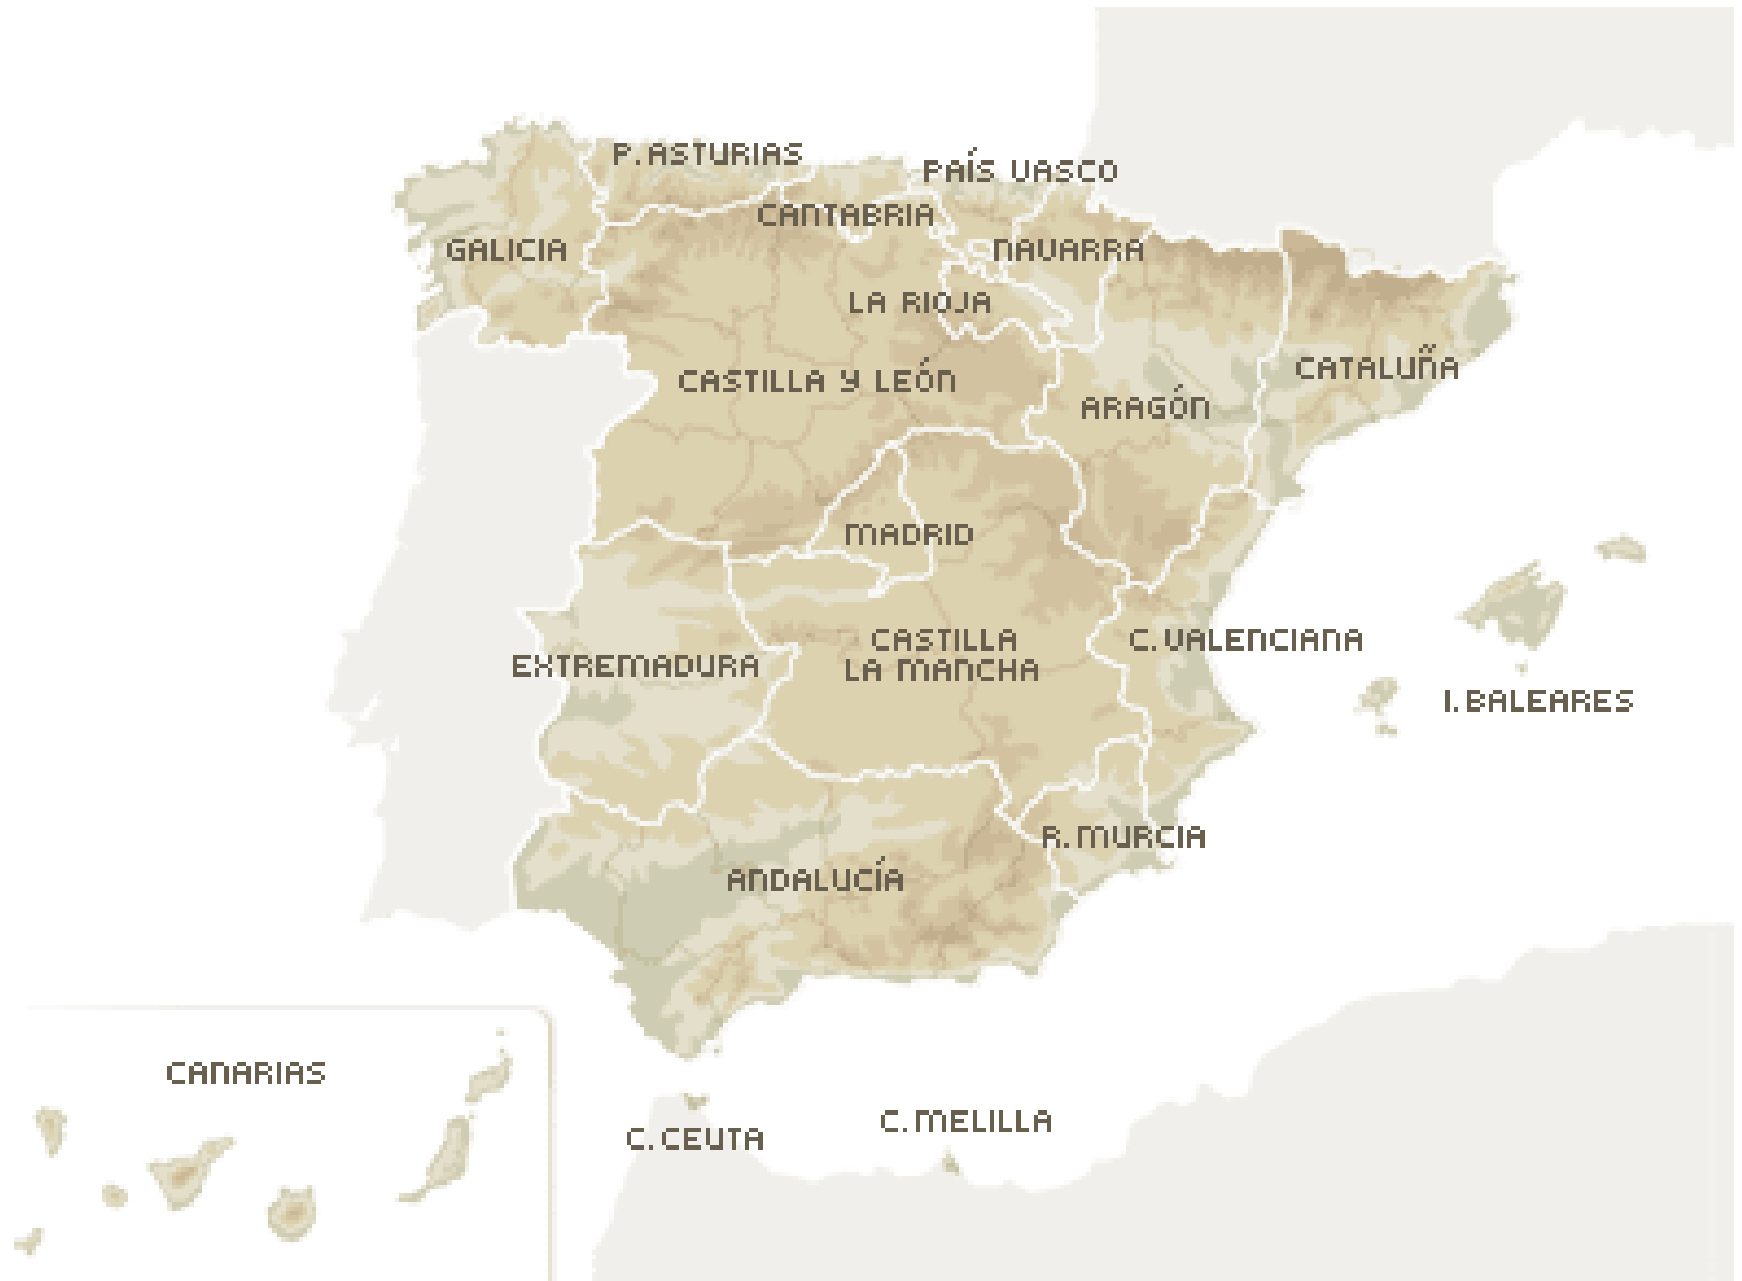 P. ASTURIAS
PAÍS VASCO
CANTABRIA
GALICIA
NAVARRA
LA RIOJA
CATALUÑA
CASTILLA Y LEÓN
ARAGÓN
MADRID
CASTILLA
LA MANCHA
C. VALENCIANA
EXTREMADURA
I. BALEARES
R. MURCIA
ANDALUCÍA
CANARIAS
C. MELILLA
C. CEUTA